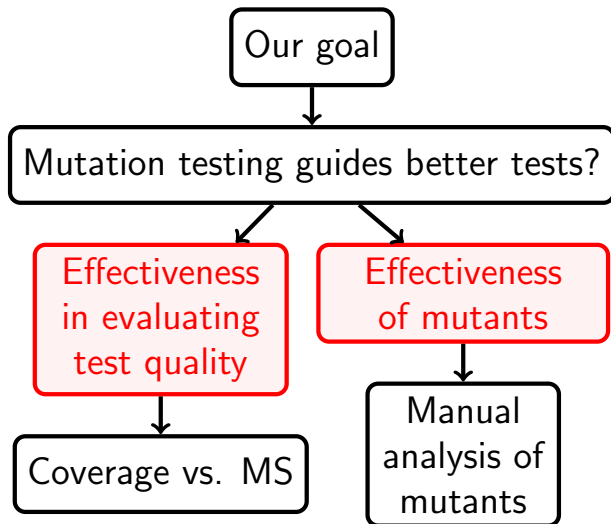 Our goal
Mutation testing guides better tests?
Effectiveness
in evaluating
test quality
Effectiveness
of mutants
Coverage vs. MS
Manual
analysis of
mutants